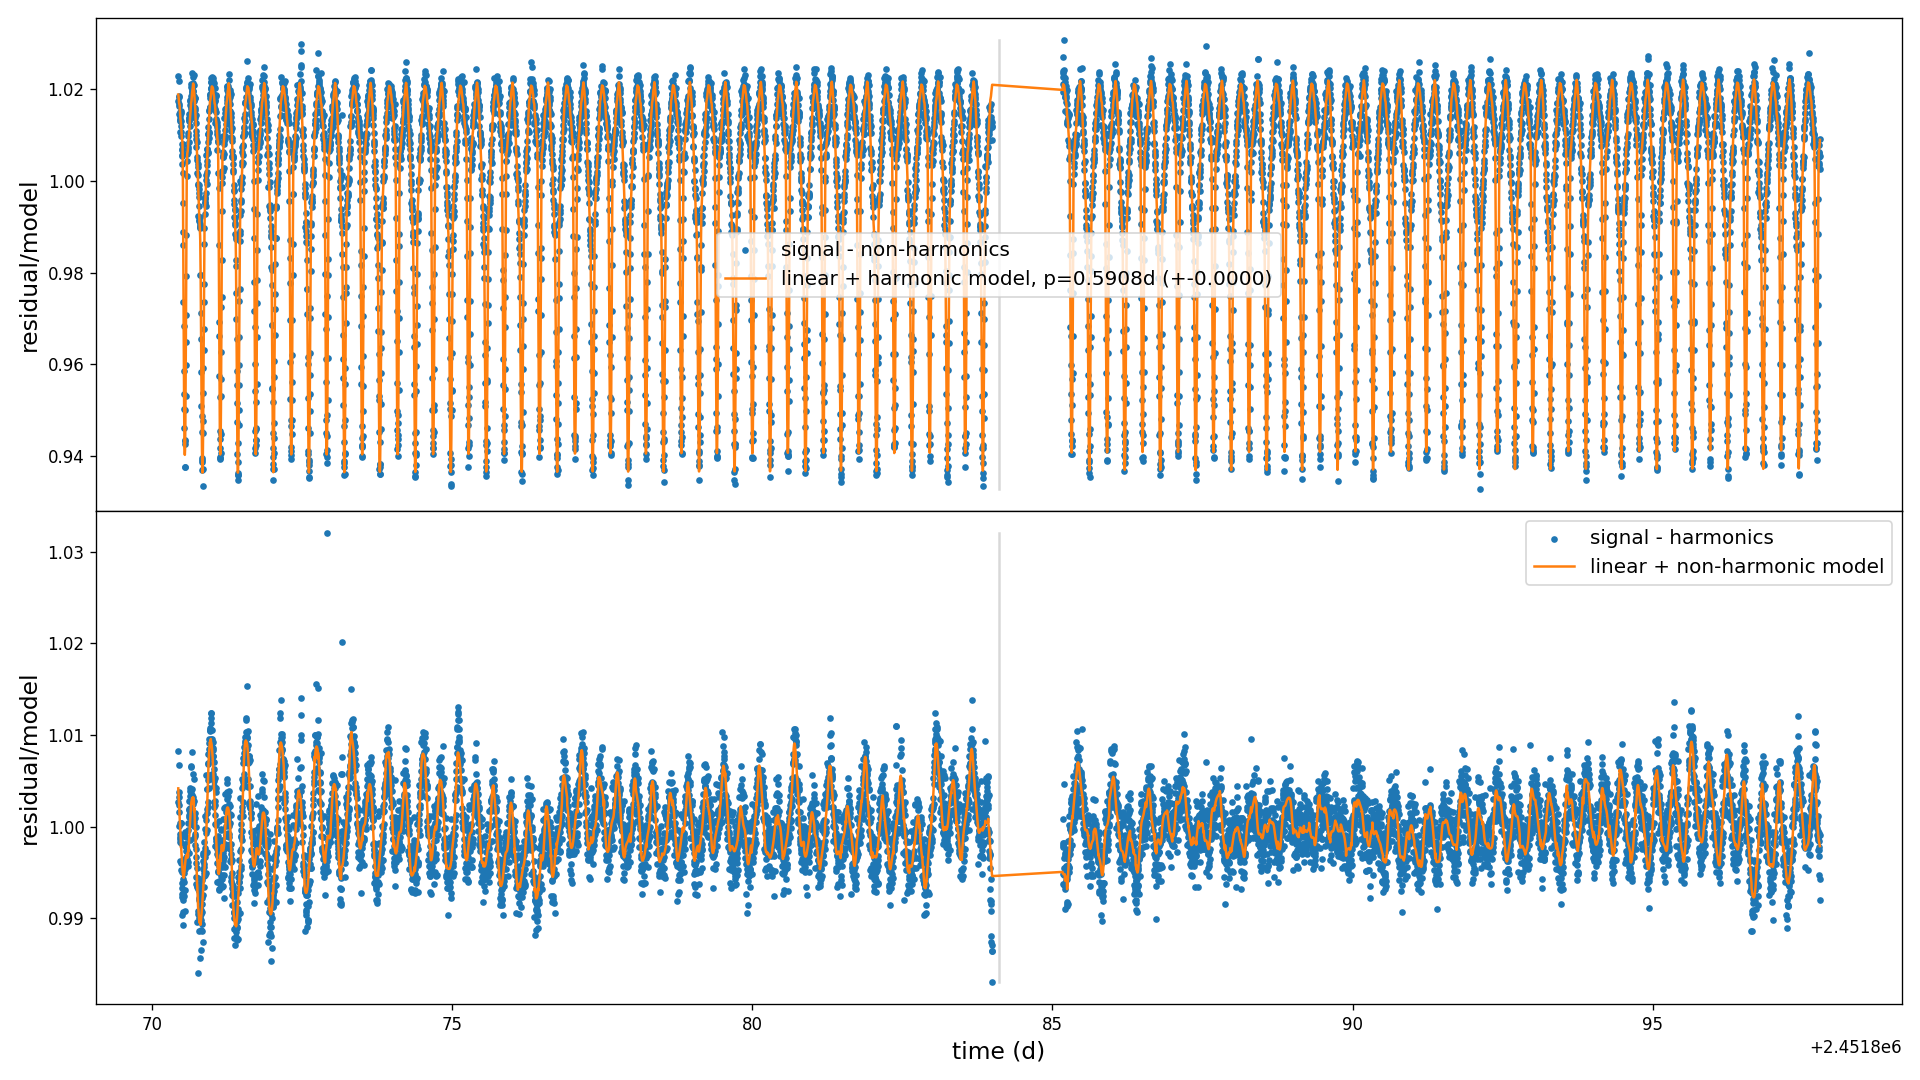 1.02
1.00
0.98
0.96
0.94
residual/model
signal - non-harmonics
linear + harmonic model, p=0.5908d (+-0.0000)
1.03
1.02
1.01
1.00
0.99
residual/model
signal - harmonics
linear + non-harmonic model
70
75
80
85
90
95
time (d)
+2.4518e6